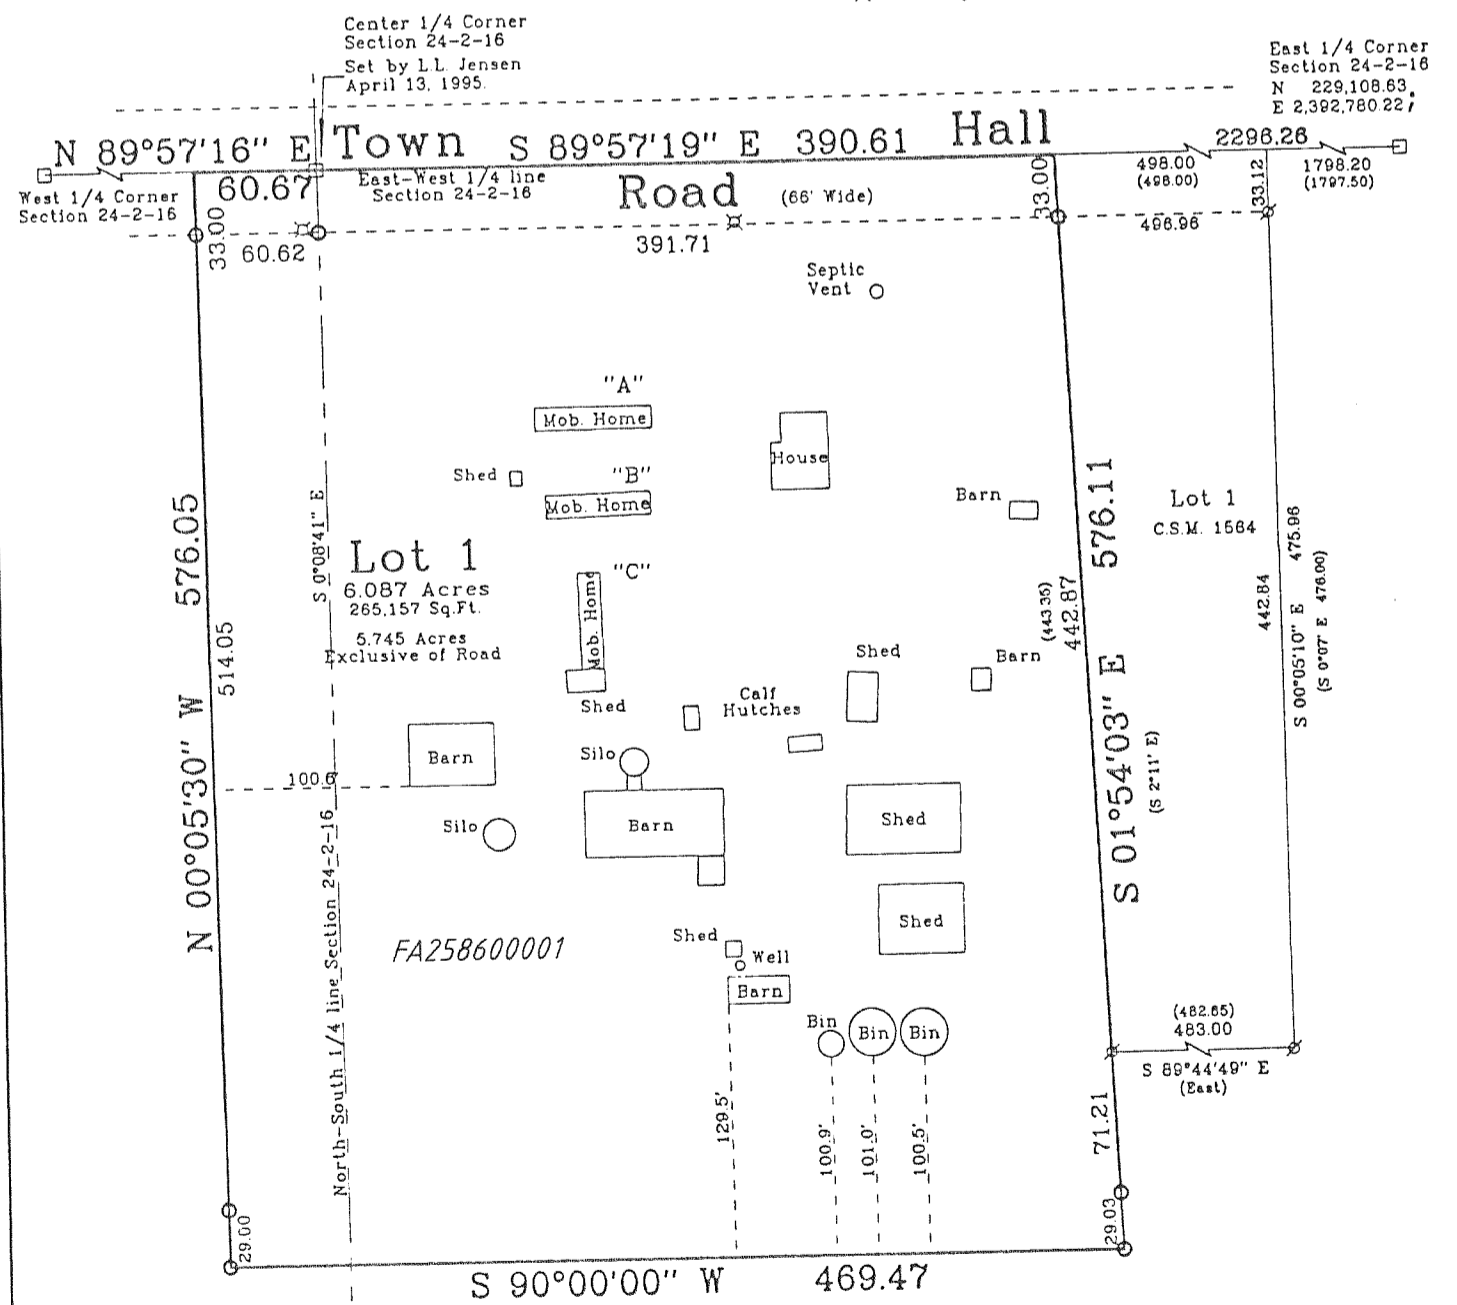 Center 1/4 Corner
Section 24-2-16
Set by L.L. Jensen
April 13, 1995.
East 1/4 Corner
Section 24-2-16
N 229,108.63,
E 2,392,780.22,
N 89°57'16" E
Town
S 89°57'19" E 390.61
Hall
2296.26
West 1/4 Corner
Section 24-2-16
60.67
East-West 1/4 line
Section 24-2-16
Road
(66' Wide)
33.00
498.00
(498.00)
33.12
1798.20
(1797.50)
33.00
60.62
391.71
496.96
Septic
Vent
"A"
Mob. Home
House
Shed
"B"
Mob. Home
Barn
Lot 1
C.S.M. 1564
S 0°08'41" E
Lot 1
6.087 Acres
265,157 Sq.Ft.
5.745 Acres
Exclusive of Road
"C"
Mob. Home
Shed
N 00°05'30" W 576.05
514.05
S 01°54'03" E 576.11
(S 2°11' E)
(443.35)
442.87
442.84
S 00°05'10" E 475.96
(S 0°07' E 476.00)
Shed
Barn
Calf
Hutches
Barn
Silo
100.6'
Silo
Barn
Shed
Shed
North-South 1/4 line Section 24-2-16
FA258600001
Shed
Well
Barn
Bin
Bin
Bin
(482.65)
483.00
S 89°44'49" E
(East)
129.5'
100.9'
101.0'
100.5'
71.21
29.00
29.03
S 90°00'00" W 469.47